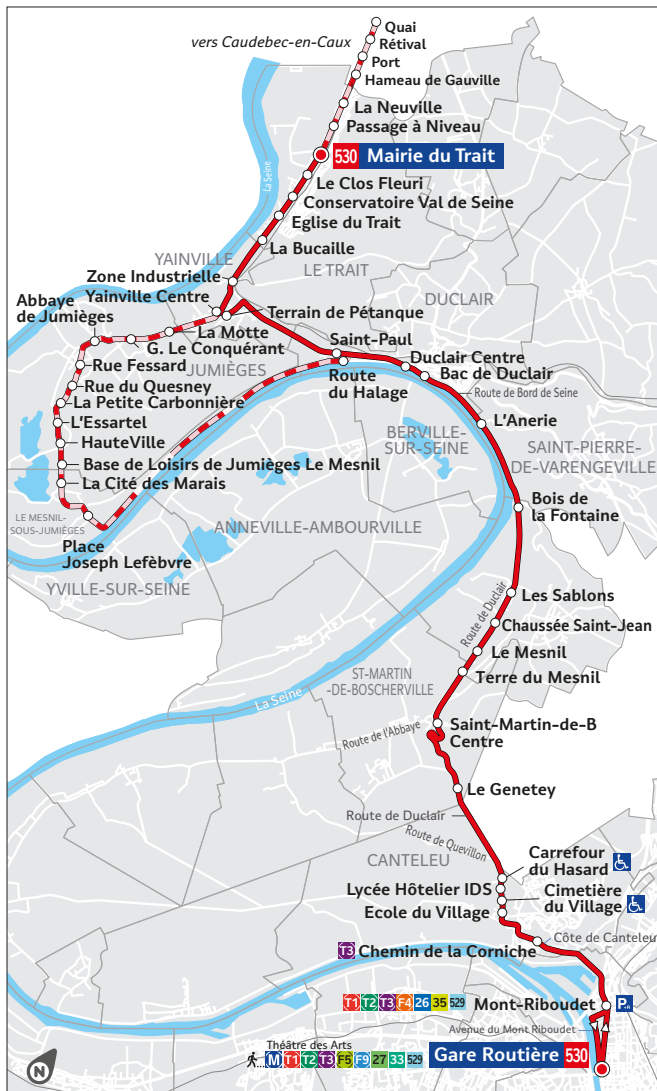 Quai
vers Caudebec-en-Caux
Rétival
Port
Hameau de Gauville
La Neuville
Passage à Niveau
530 Mairie du Trait
La Seine
Le Clos Fleuri
Conservatoire Val de Seine
Eglise du Trait
La Bucaille
YAINVILLE
LE TRAIT
Zone Industrielle
DUCLAIR
Yainville Centre
Abbaye
de Jumièges
Terrain de Pétanque
La Motte
G. Le Conquérant
Saint-Paul
Rue Fessard
JUMIÈGES
Duclair Centre
Route
du Halage
Bac de Duclair
Rue du Quesney
Route de Bord de Seine
La Petite Carbonnière
L'Essartel
L'Anerie
HauteVille
BERVILLE-
SUR-SEINE
SAINT-PIERRE-
DE-VARENGEVILLE
Base de Loisirs de Jumièges Le Mesnil
La Cité des Marais
Bois de
la Fontaine
LE MESNIL-
SOUS-JUMIÈGES
ANNEVILLE-AMBOURVILLE
Place
Joseph Lefèbvre
YVILLE-SUR-SEINE
Les Sablons
Route de Duclair
Chaussée Saint-Jean
Le Mesnil
Terre du Mesnil
ST-MARTIN
-DE-BOSCHERVILLE
La Seine
Saint-Martin-de-B
Centre
Route de l'Abbaye
Le Genetey
Route de Duclair
Route de Quevillon
CANTELEU
Carrefour
du Hasard
Lycée Hôtelier IDS
Cimetière
du Village
Ecole du Village
Côte de Canteleu
T3 Chemin de la Corniche
T1 T2 T3 F4 26 35 529 Mont-Riboudet P+R
Avenue du Mont Riboudet
Théâtre des Arts
M T1 T2 T3 F5 F9 27 33 529 Gare Routière 530
N